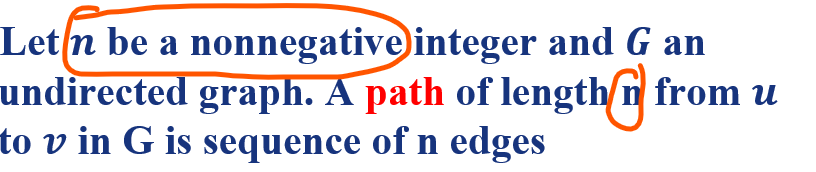 Let n be a nonnegative integer and G an
undirected graph. A path of length n from u
to v in G is sequence of n edges